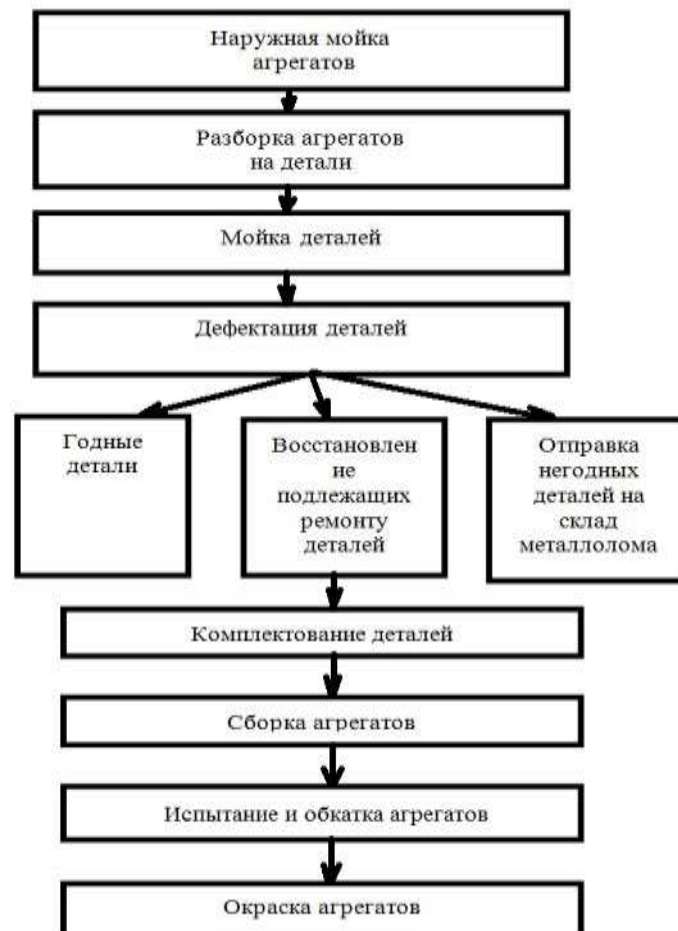 Наружная мойка
агрегатов
Разборка агрегатов
на детали
Мойка деталей
Дефектация деталей
Годные
детали
Восстановлен
ие
подлежащих
ремонту
деталей
Отправка
негодных
деталей на
склад
металлолома
Комплектование деталей
Сборка агрегатов
Испытание и обкатка агрегатов
Окраска агрегатов